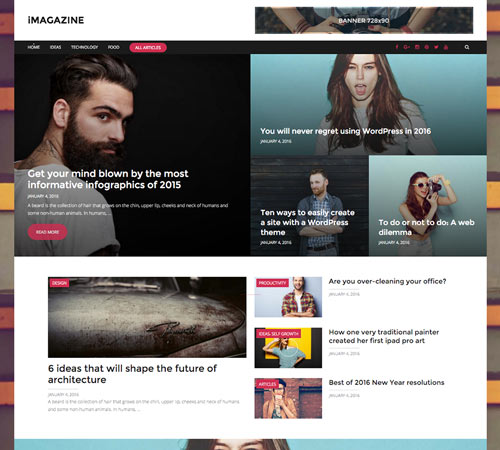 iMAGAZINE
BANNER 728x90
HOME IDEAS TECHNOLOGY FOOD ALL ARTICLES
Get your mind blown by the most
informative infographics of 2015
JANUARY 4, 2016
A beard is the collection of hair that grows on the chin, upper lip, cheeks and neck of humans and
some non-human animals. In humans, ...
READ MORE
You will never regret using WordPress in 2016
JANUARY 4, 2016
Ten ways to easily create
a site with a WordPress
theme
JANUARY 4, 2016
To do or not to do: A web
dilemma
JANUARY 4, 2016
DESIGN
6 ideas that will shape the future of
architecture
JANUARY 5, 2016
A beard is the collection of hair that grows on the chin, upper lip, cheeks and neck of humans
and some non-human animals. In humans, ...
PRODUCTIVITY
Are you over-cleaning your office?
JANUARY 5, 2016
IDEAS SELF GROWTH
How one very traditional painter
created her first ipad pro art
JANUARY 5, 2016
ARTICLES
Best of 2016 New Year resolutions
JANUARY 5, 2016